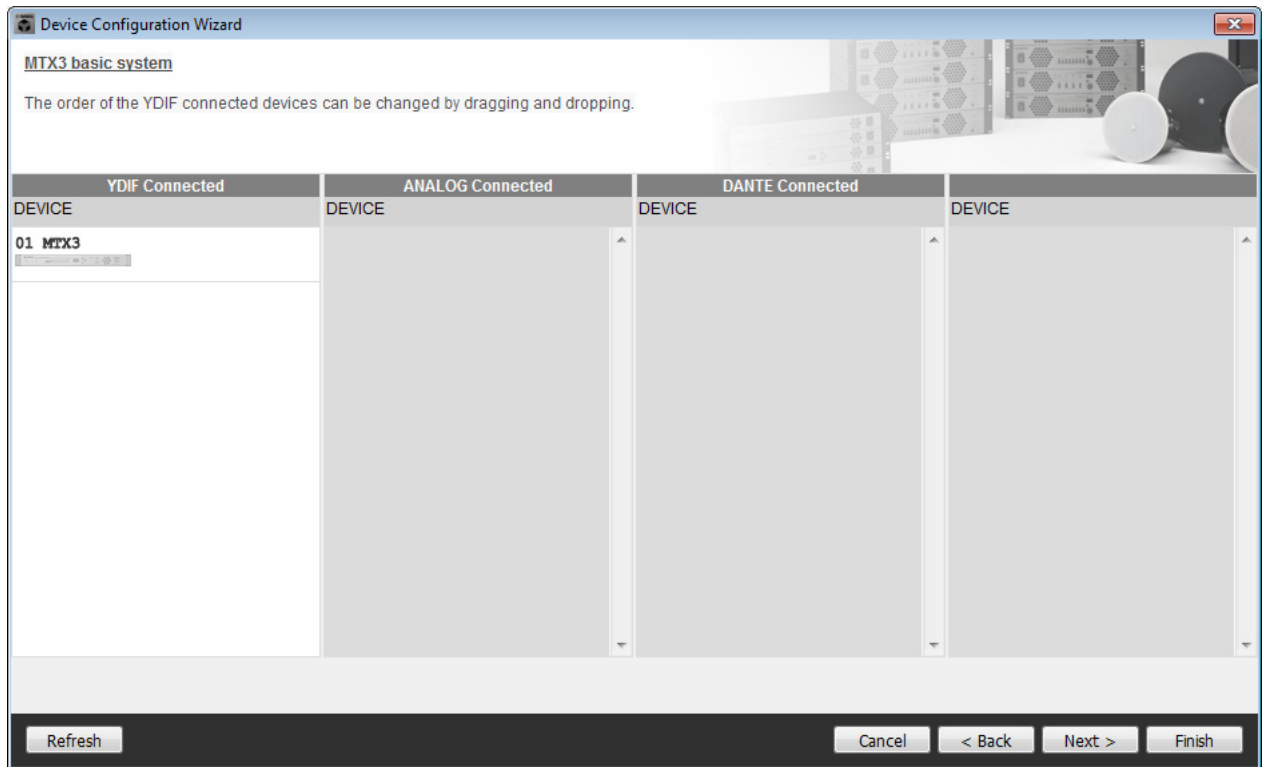 Device Configuration Wizard
MTX3 basic system
The order of the YDIF connected devices can be changed by dragging and dropping.
YDIF Connected ANALOG Connected DANTE Connected
DEVICE DEVICE DEVICE DEVICE
01 MTX3
Refresh Cancel < Back Next > Finish